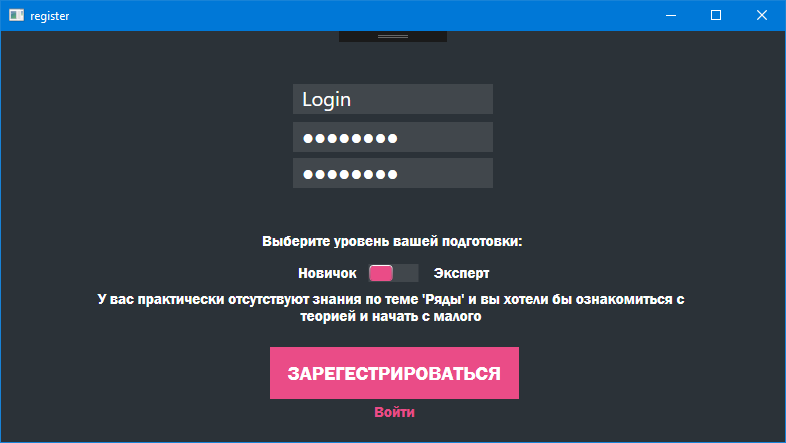 register
Login
●●●●●●●●
●●●●●●●●
Выберите уровень вашей подготовки:
Новичок Эксперт
У вас практически отсутствуют знания по теме 'Ряды' и вы хотели бы ознакомиться с
теорией и начать с малого
ЗАРЕГЕСТРИРОВАТЬСЯ
Войти